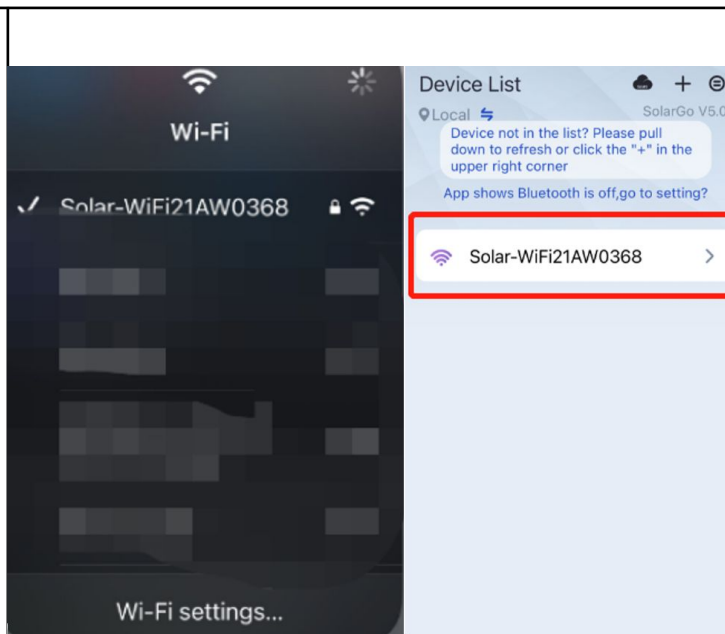 Wi-Fi
Solar-WiFi21AW0368
Wi-Fi settings...
Device List
Local
SolarGo V5.0
Device not in the list? Please pull
down to refresh or click the "+" in the
upper right corner
App shows Bluetooth is off,go to setting?
Solar-WiFi21AW0368